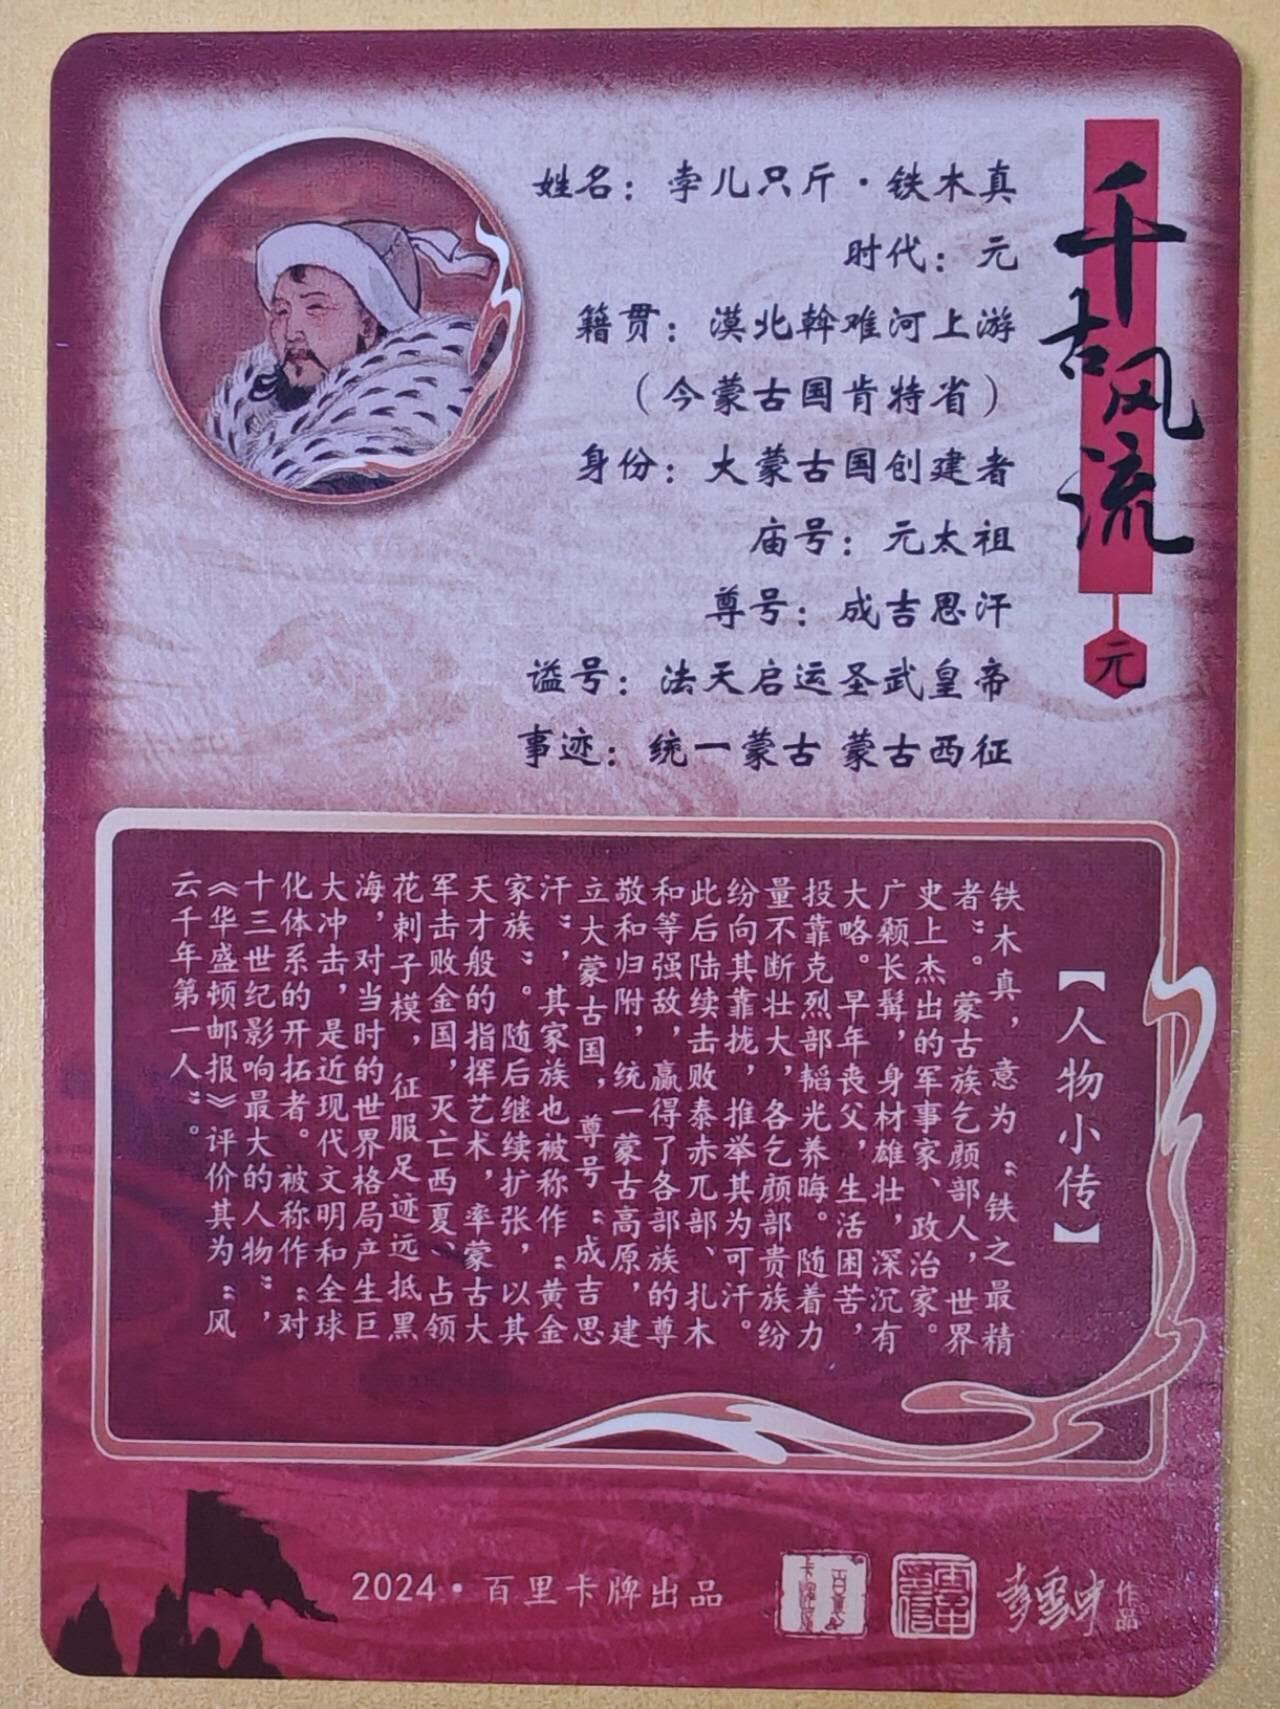 千古风流
元
姓名：孛儿只斤·铁木真
时代：元
籍贯：漠北斡难河上游
（今蒙古国肯特省）
身份：大蒙古国创建者
庙号：元太祖
尊号：成吉思汗
谥号：法天启运圣武皇帝
事迹：统一蒙古 蒙古西征
【人物小传】
铁木真，意为“铁之最精
者”。蒙古族乞颜部人，世界
史上杰出的军事家、政治家。
广颡长髯，身材雄壮，深沉有
大略。早年丧父，生活困苦，
投靠克烈部韬光养晦。随着力
量不断壮大，各乞颜部贵族纷
纷向其靠拢，推举其为可汗。
此后陆续击败泰赤兀部、扎木
和等强敌，赢得了各部族的尊
敬和归附，统一蒙古高原，建
立大蒙古国，尊号“成吉思
汗”，其家族也被称作“黄金
家族”。随后继续扩张，以其
天才般的指挥艺术，率蒙古大
军击败金国，灭亡西夏、占领
花剌子模，征服足迹远抵黑
海，对当时的世界格局产生巨
大冲击，是近现代文明和全球
化体系的开拓者。被称作“对
十三世纪影响最大的人物”，
《华盛顿邮报》评价其为“风
云千年第一人”。
2024·百里卡牌出品
作品